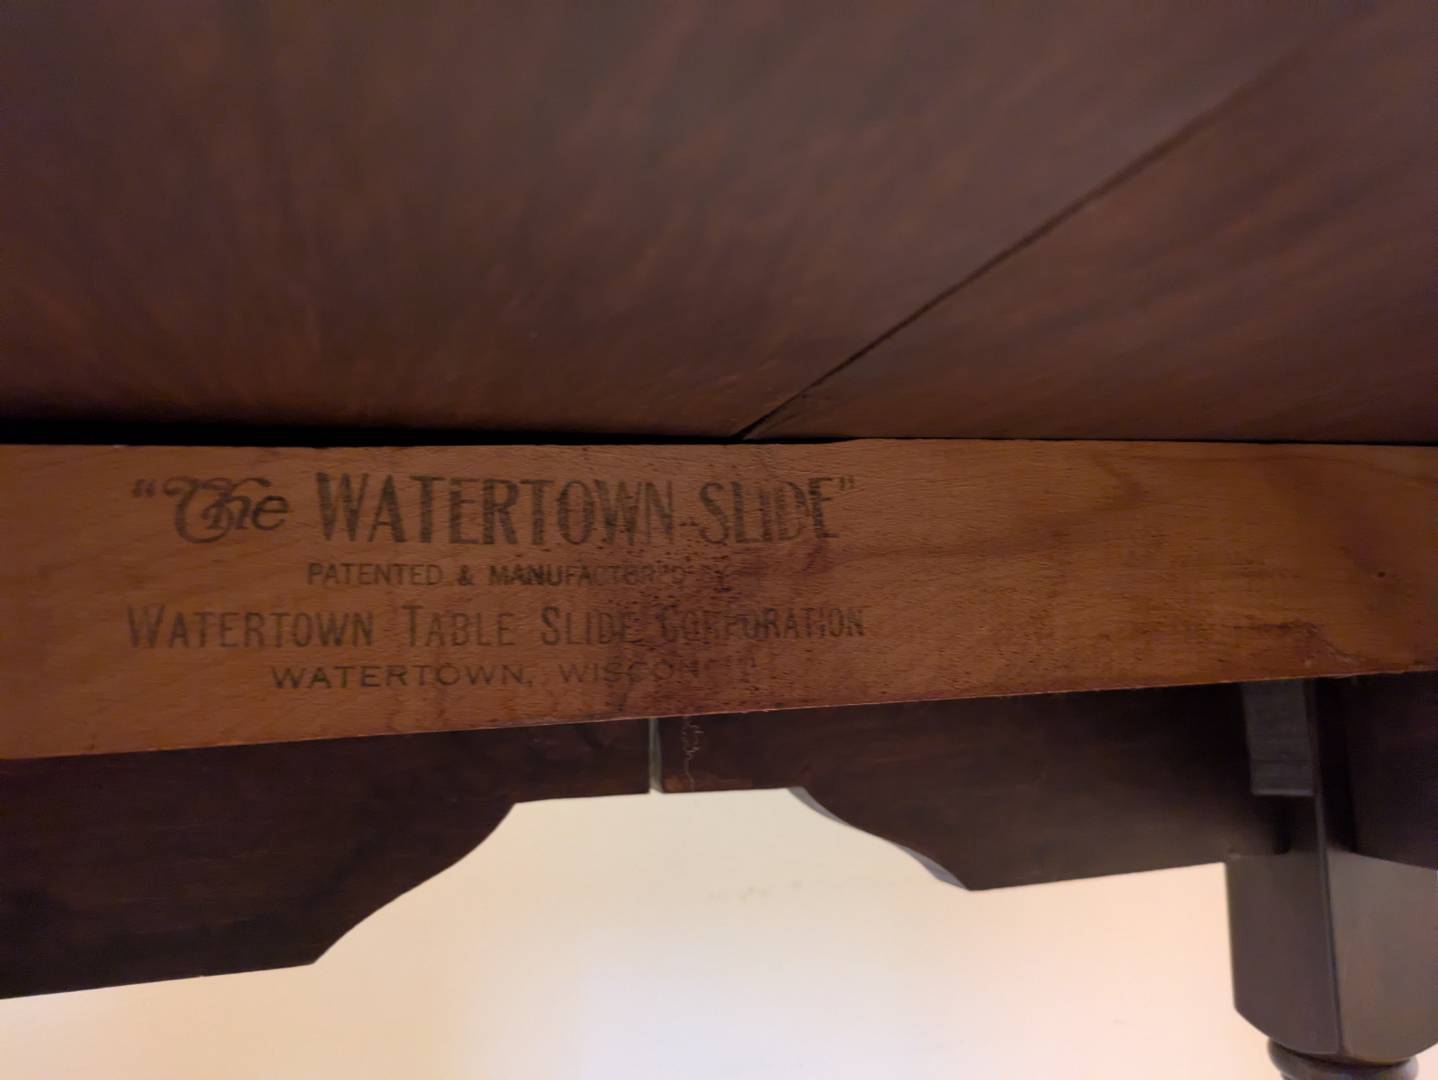 "The WATERTOWN SLIDE"
PATENTED & MANUFACTURED BY
WATERTOWN TABLE SLIDE CORPORATION
WATERTOWN, WISCONSIN